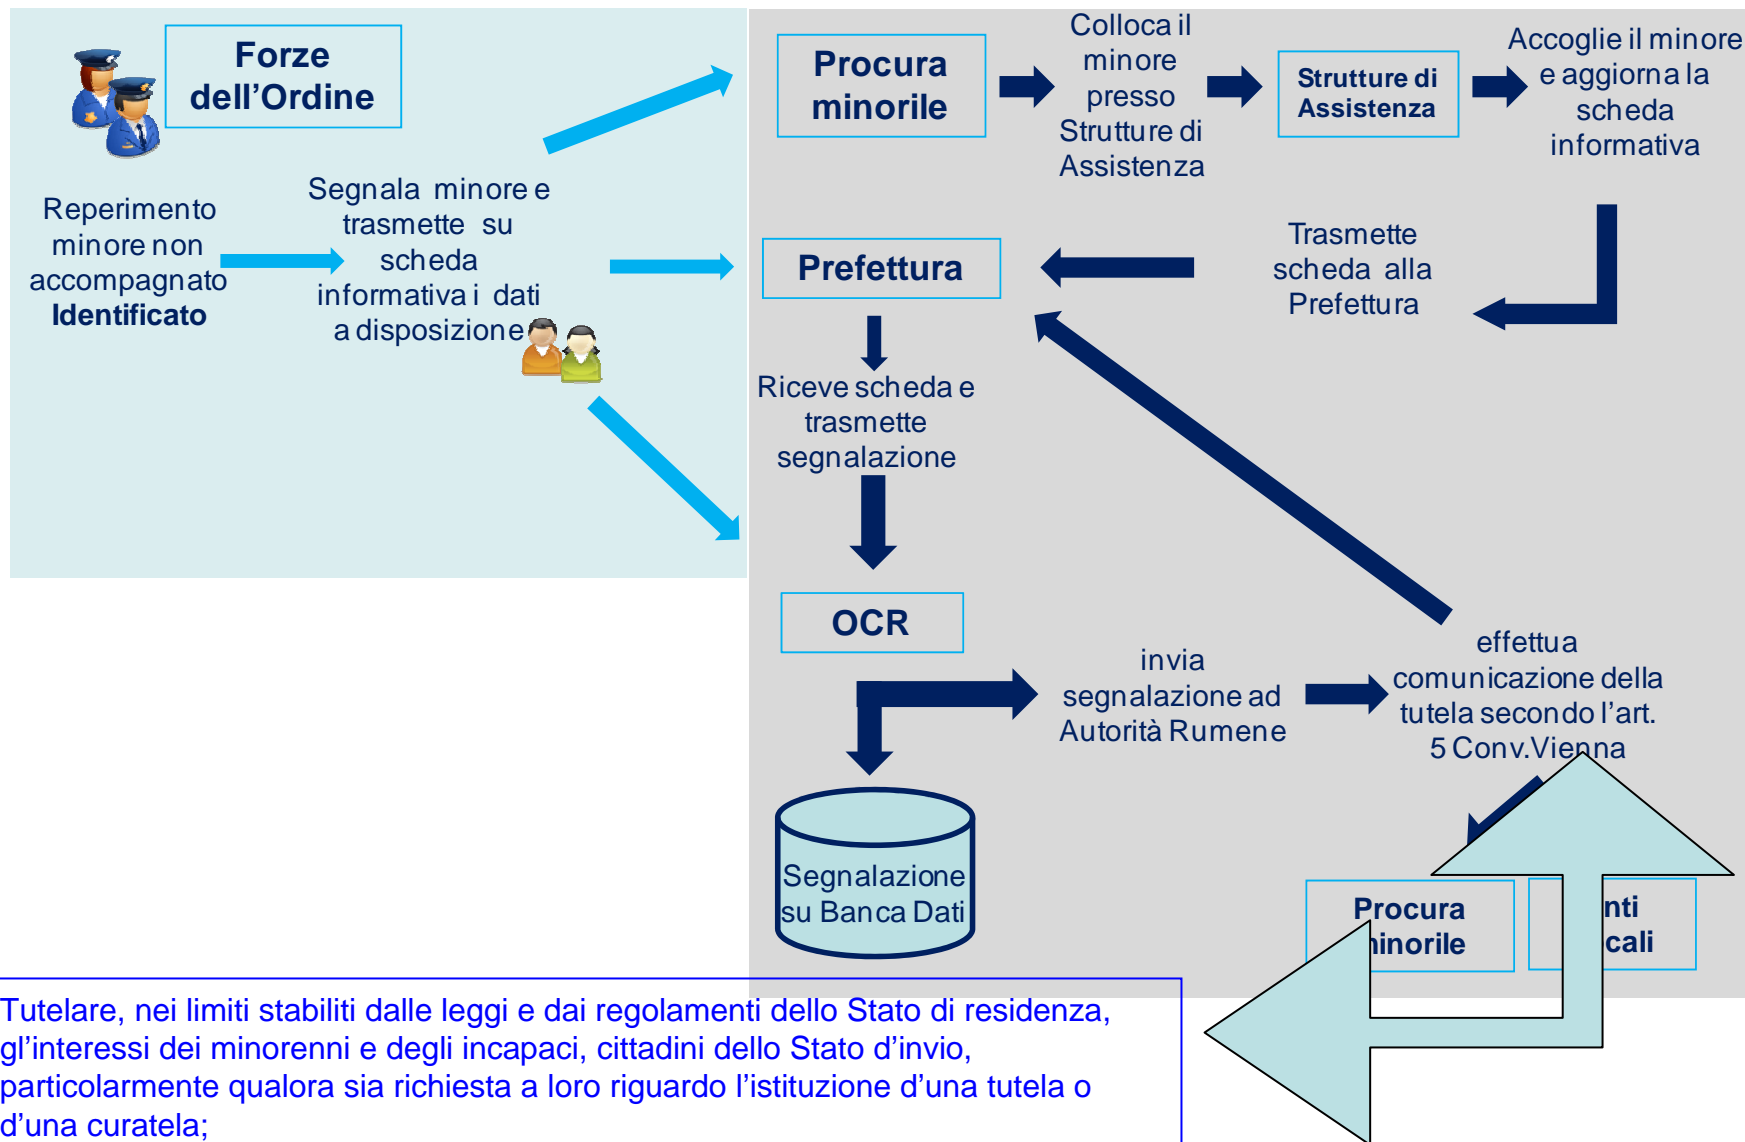 Forze
dell’Ordine
Reperimento
minore non
accompagnato
Identificato
Segnala minore e
trasmette su
scheda
informativa i dati
a disposizione
Procura
minorile
Colloca il
minore
presso
Strutture di
Assistenza
Strutture di
Assistenza
Accoglie il minore
e aggiorna la
scheda
informativa
Prefettura
Trasmette
scheda alla
Prefettura
Riceve scheda e
trasmette
segnalazione
OCR
invia
segnalazione ad
Autorità Rumene
effettua
comunicazione della
tutela secondo l’art.
5 Conv.Vienna
Segnalazione
su Banca Dati
Procura
Tutelare, nei limiti stabiliti dalle leggi e dai regolamenti dello Stato di residenza,
gl’interessi dei minorenni e degli incapaci, cittadini dello Stato d’invio,
particolarmente qualora sia richiesta a loro riguardo l’istituzione d’una tutela o
d’una curatela;